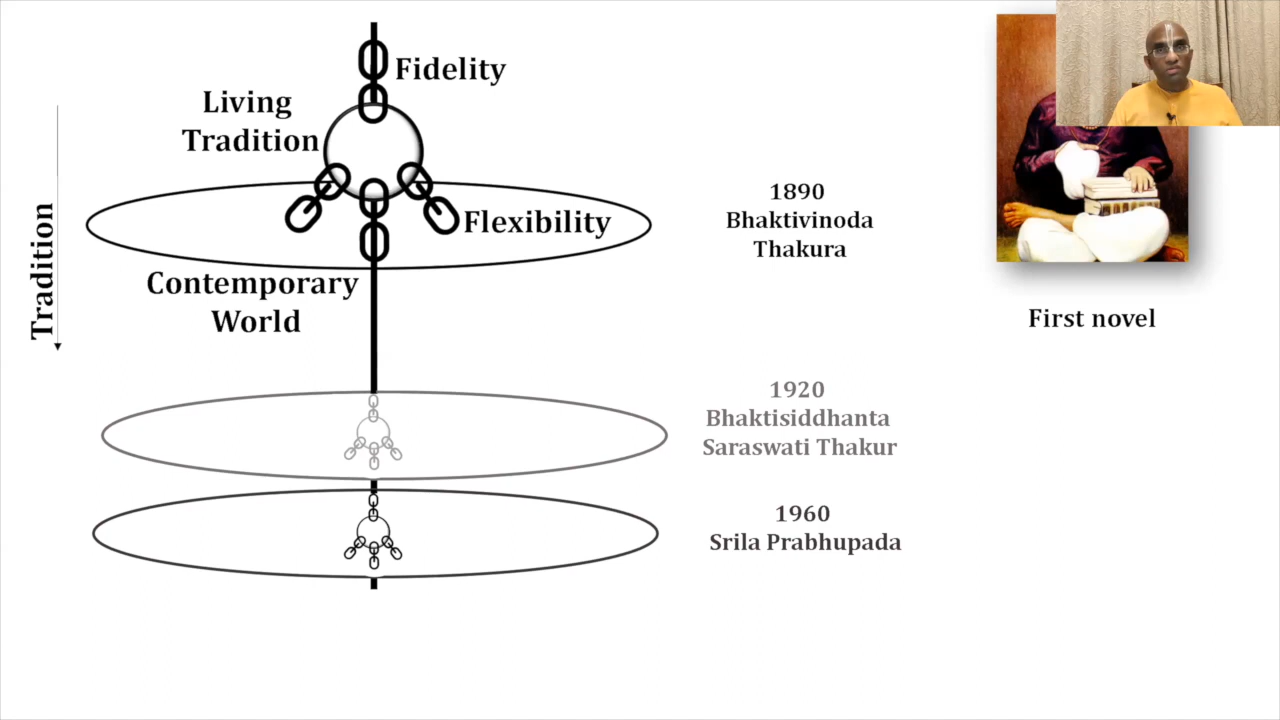 Fidelity
Living
Tradition
Flexibility
Contemporary
World
Tradition
1890
Bhaktivinoda
Thakura
First novel
1920
Bhaktisiddhanta
Saraswati Thakur
1960
Srila Prabhupada